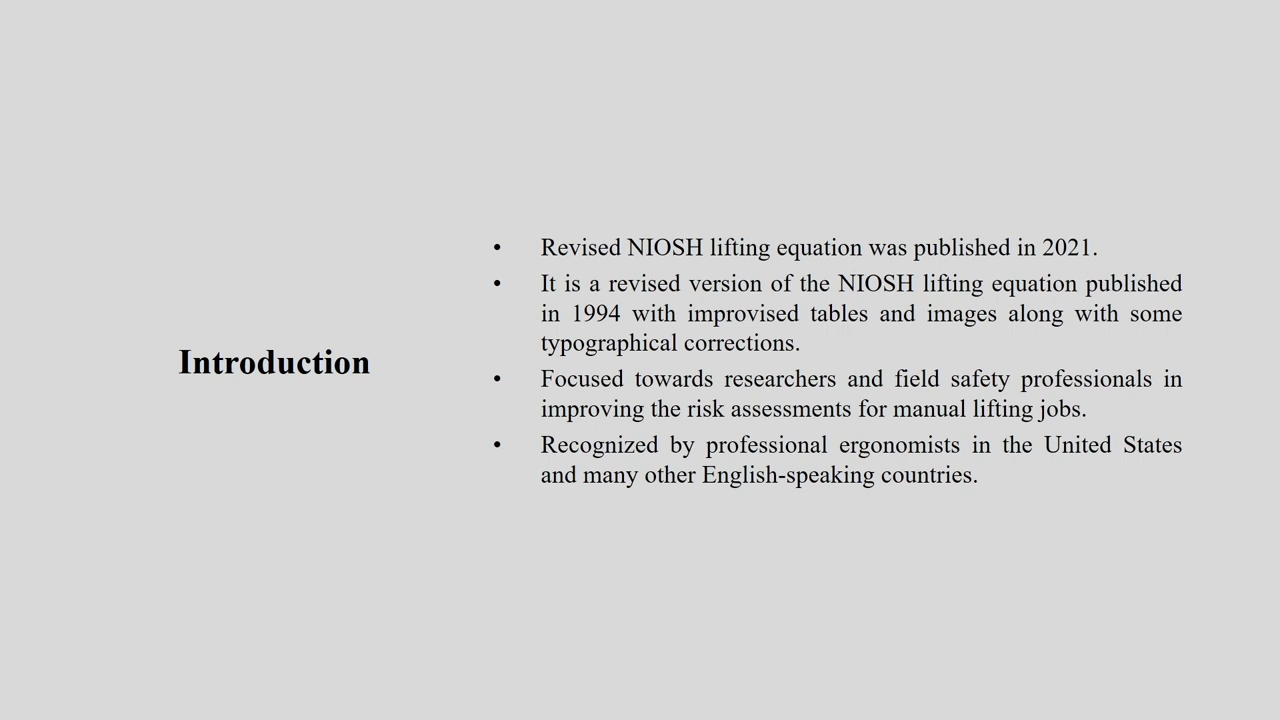 Introduction
• Revised NIOSH lifting equation was published in 2021.
• It is a revised version of the NIOSH lifting equation published
in 1994 with improvised tables and images along with some
typographical corrections.
• Focused towards researchers and field safety professionals in
improving the risk assessments for manual lifting jobs.
• Recognized by professional ergonomists in the United States
and many other English-speaking countries.